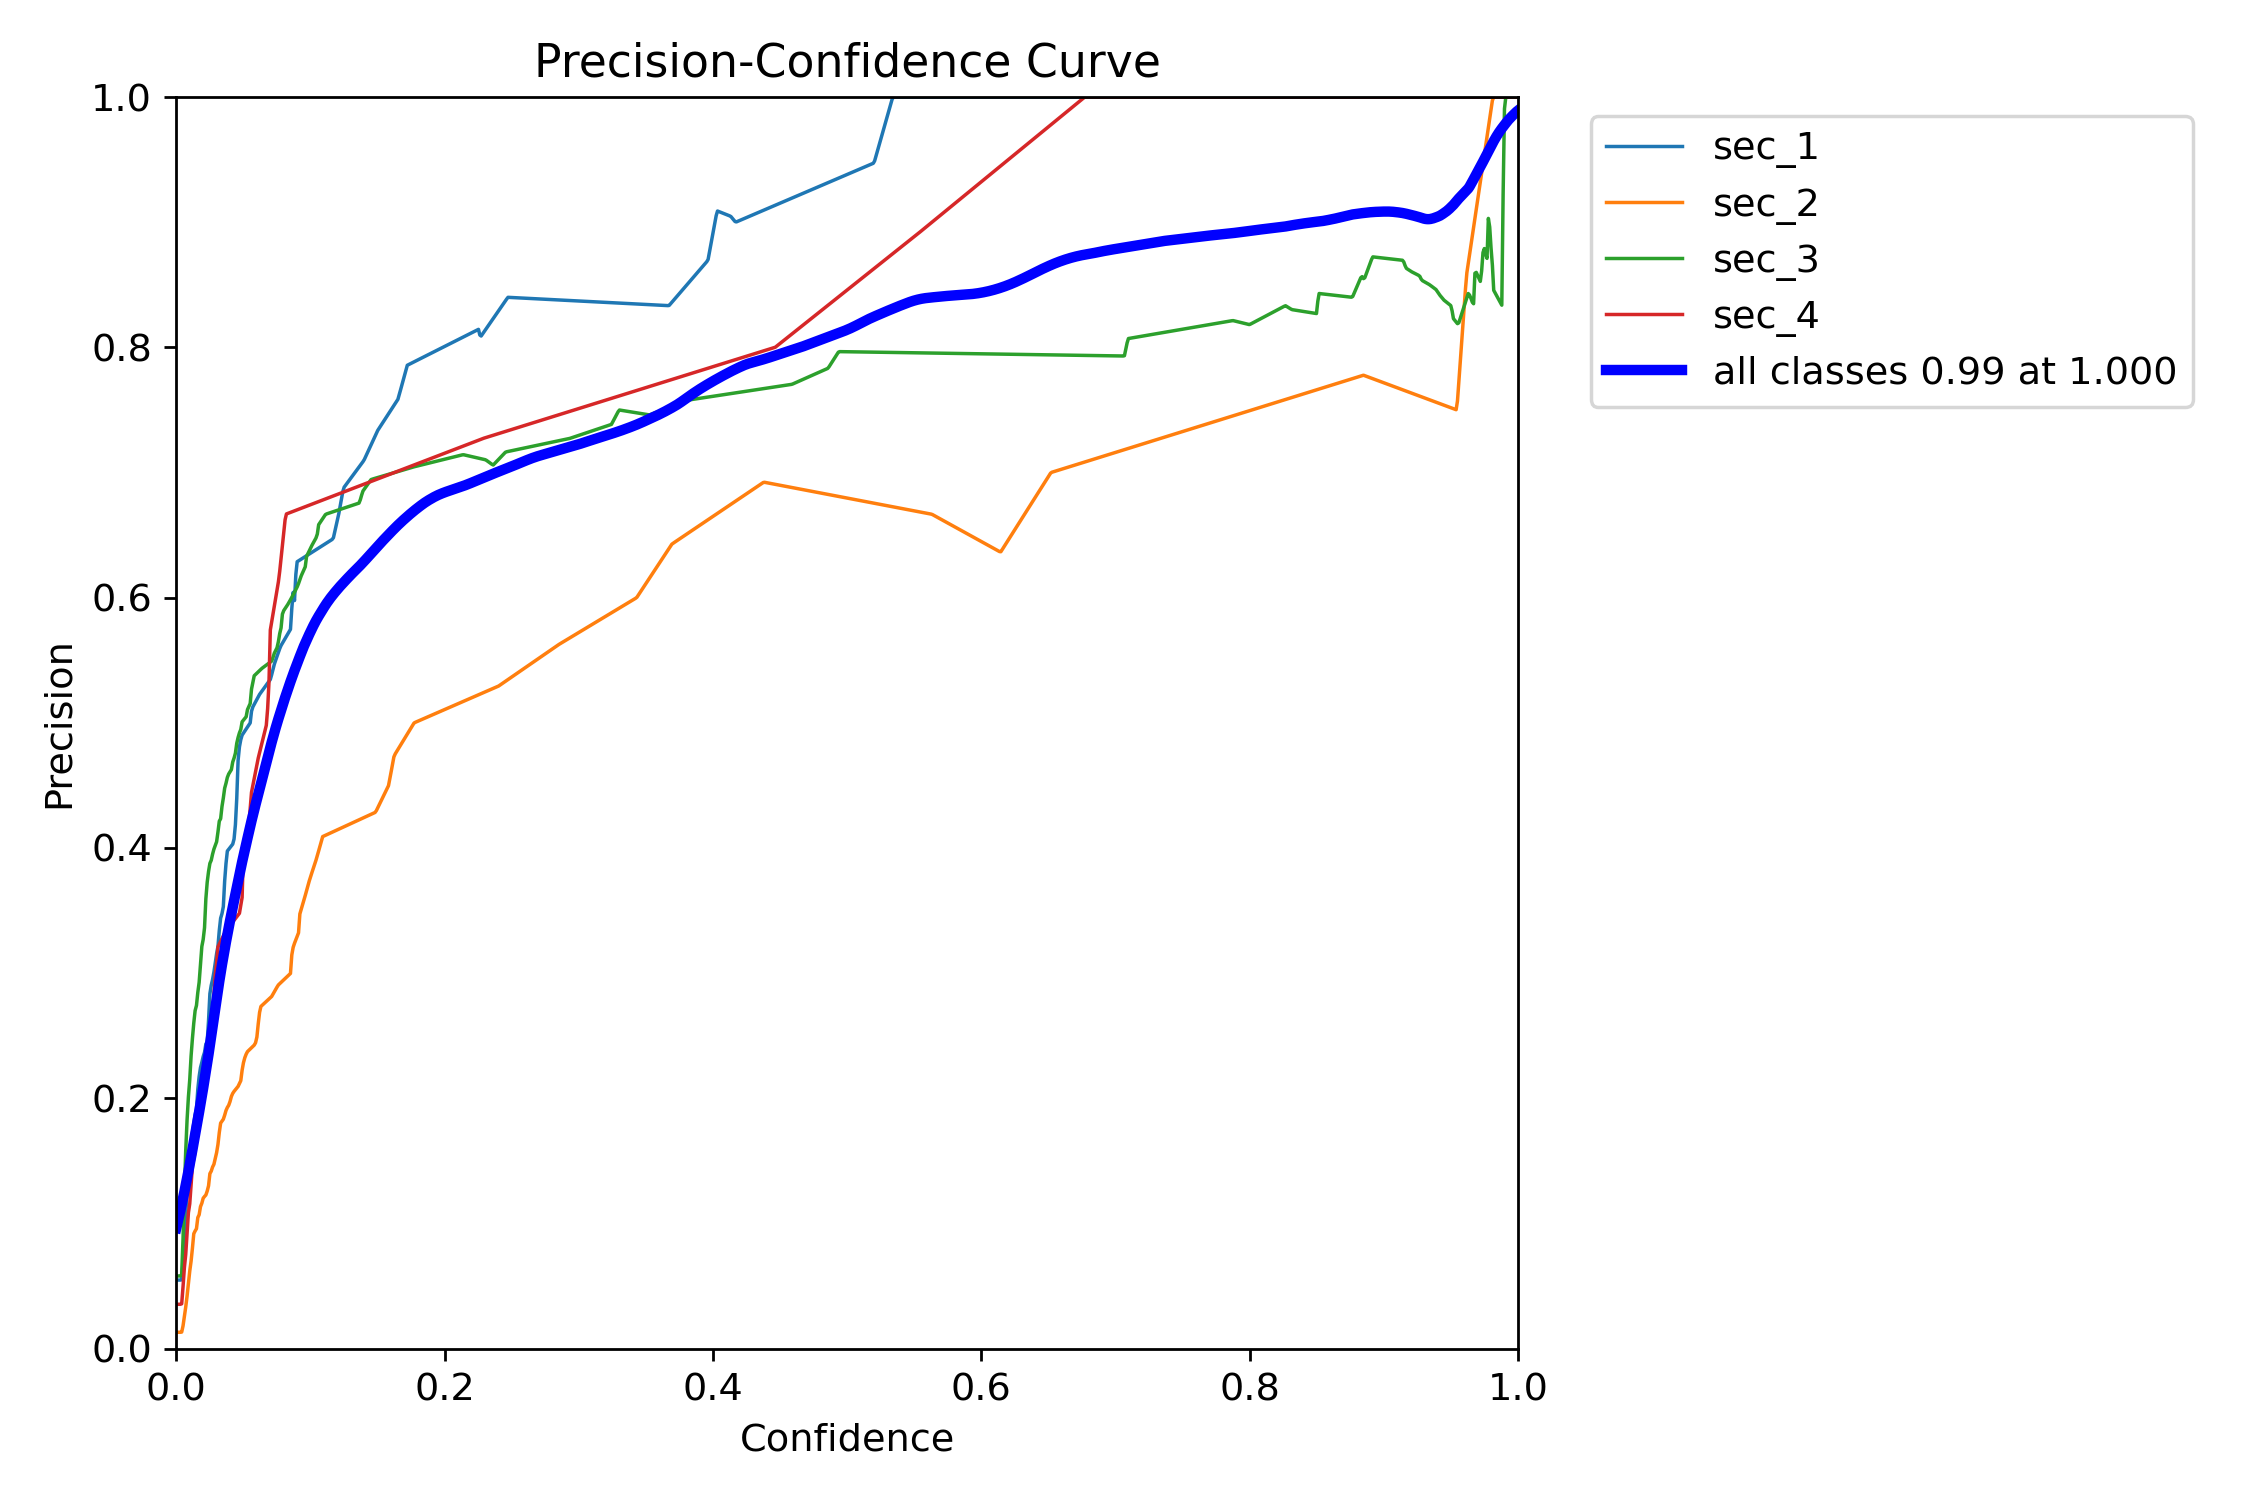 Precision-Confidence Curve
1.0
0.8
0.6
0.4
0.2
0.0
Precision
0.0 0.2 0.4 0.6 0.8 1.0
Confidence
sec_1
sec_2
sec_3
sec_4
all classes 0.99 at 1.000